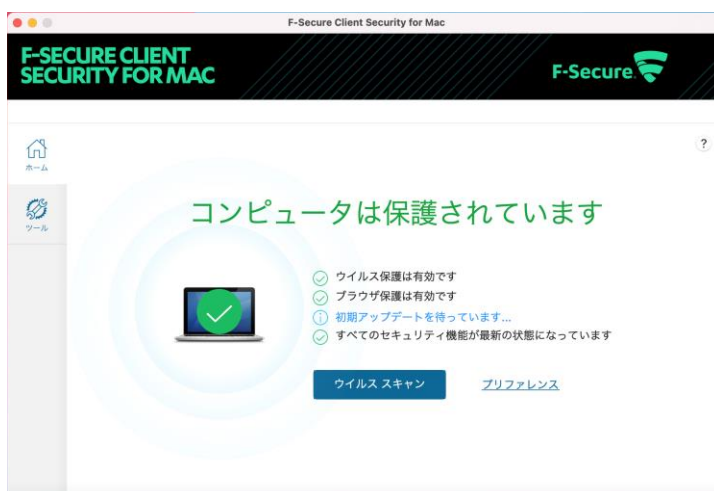 F-Secure Client Security for Mac
F-SECURE CLIENT
SECURITY FOR MAC
F-Secure.
?
ホーム
ツール
コンピュータは保護されています
ウイルス保護は有効です
ブラウザ保護は有効です
初期アップデートを待っています...
すべてのセキュリティ機能が最新の状態になっています
ウイルス スキャン
プリファレンス